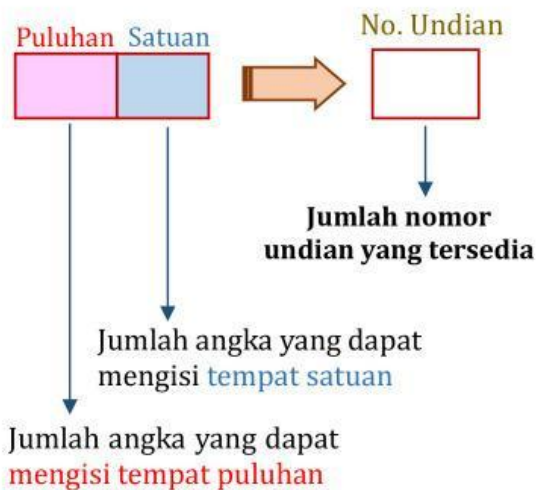 Puluhan Satuan
No. Undian
Jumlah nomor
undian yang tersedia
Jumlah angka yang dapat
mengisi tempat satuan
Jumlah angka yang dapat
mengisi tempat puluhan